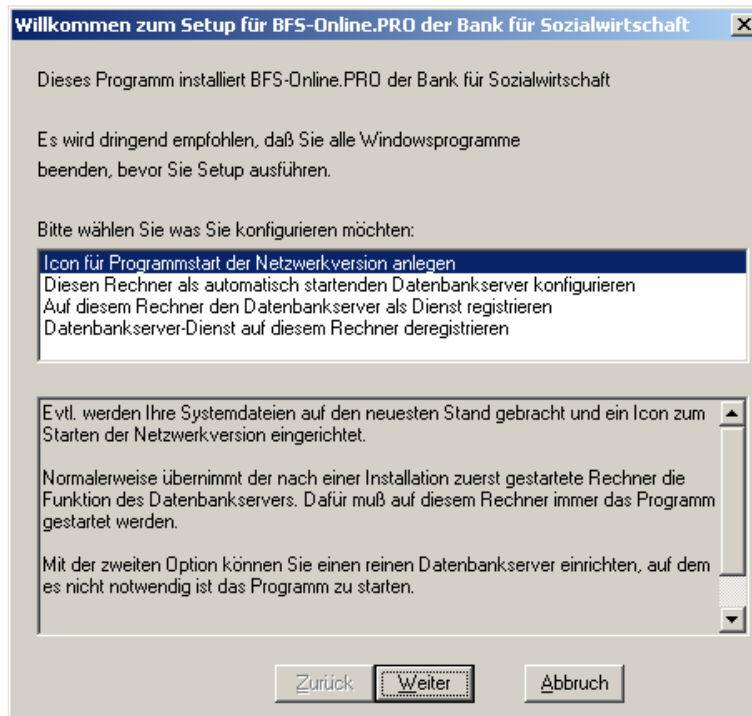 Willkommen zum Setup für BFS-Online.PRO der Bank für Sozialwirtschaft
Dieses Programm installiert BFS-Online.PRO der Bank für Sozialwirtschaft
Es wird dringend empfohlen, daß Sie alle Windowsprogramme
beenden, bevor Sie Setup ausführen.
Bitte wählen Sie was Sie konfigurieren möchten:
Icon für Programmstart der Netzwerkversion anlegen
Diesen Rechner als automatisch startenden Datenbankserver konfigurieren
Auf diesem Rechner den Datenbankserver als Dienst registrieren
Datenbankserver-Dienst auf diesem Rechner deregistrieren
Evtl. werden Ihre Systemdateien auf den neuesten Stand gebracht und ein Icon zum
Starten der Netzwerkversion eingerichtet.
Normalerweise übernimmt der nach einer Installation zuerst gestartete Rechner die
Funktion des Datenbankservers. Dafür muß auf diesem Rechner immer das Programm
gestartet werden.
Mit der zweiten Option können Sie einen reinen Datenbankserver einrichten, auf dem
es nicht notwendig ist das Programm zu starten.
Zurück Weiter Abbruch